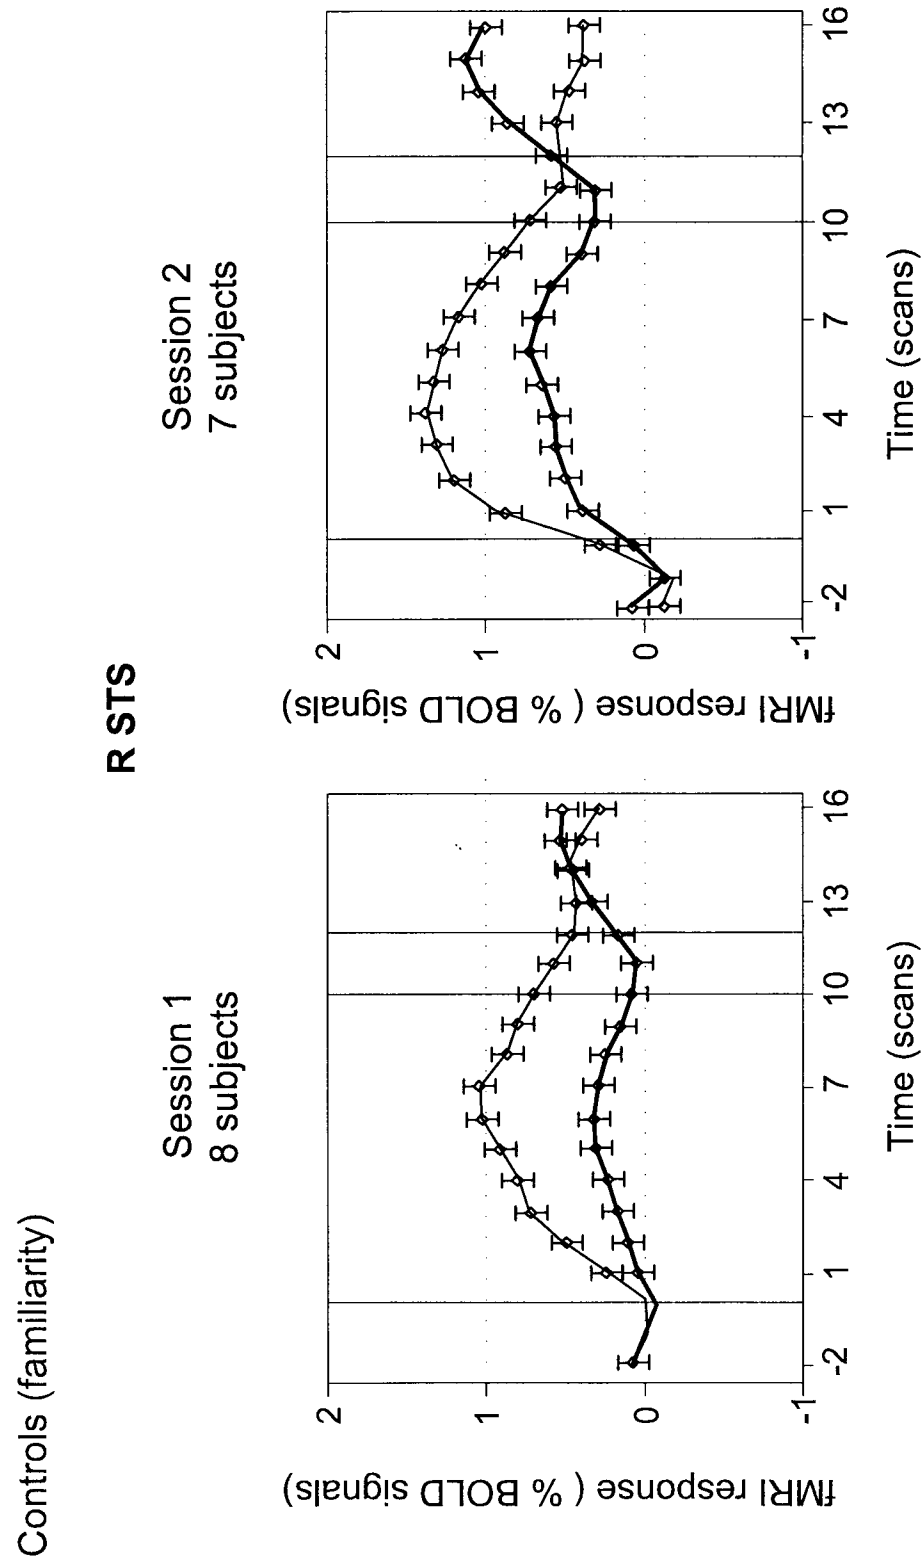 Controls (familiarity)
R STS
Session 1
8 subjects
fMRI response ( % BOLD signals)
2
1
0
-1
-2 1 4 7 10 13 16
Time (scans)
Session 2
7 subjects
fMRI response ( % BOLD signals)
2
1
0
-1
-2 1 4 7 10 13 16
Time (scans)